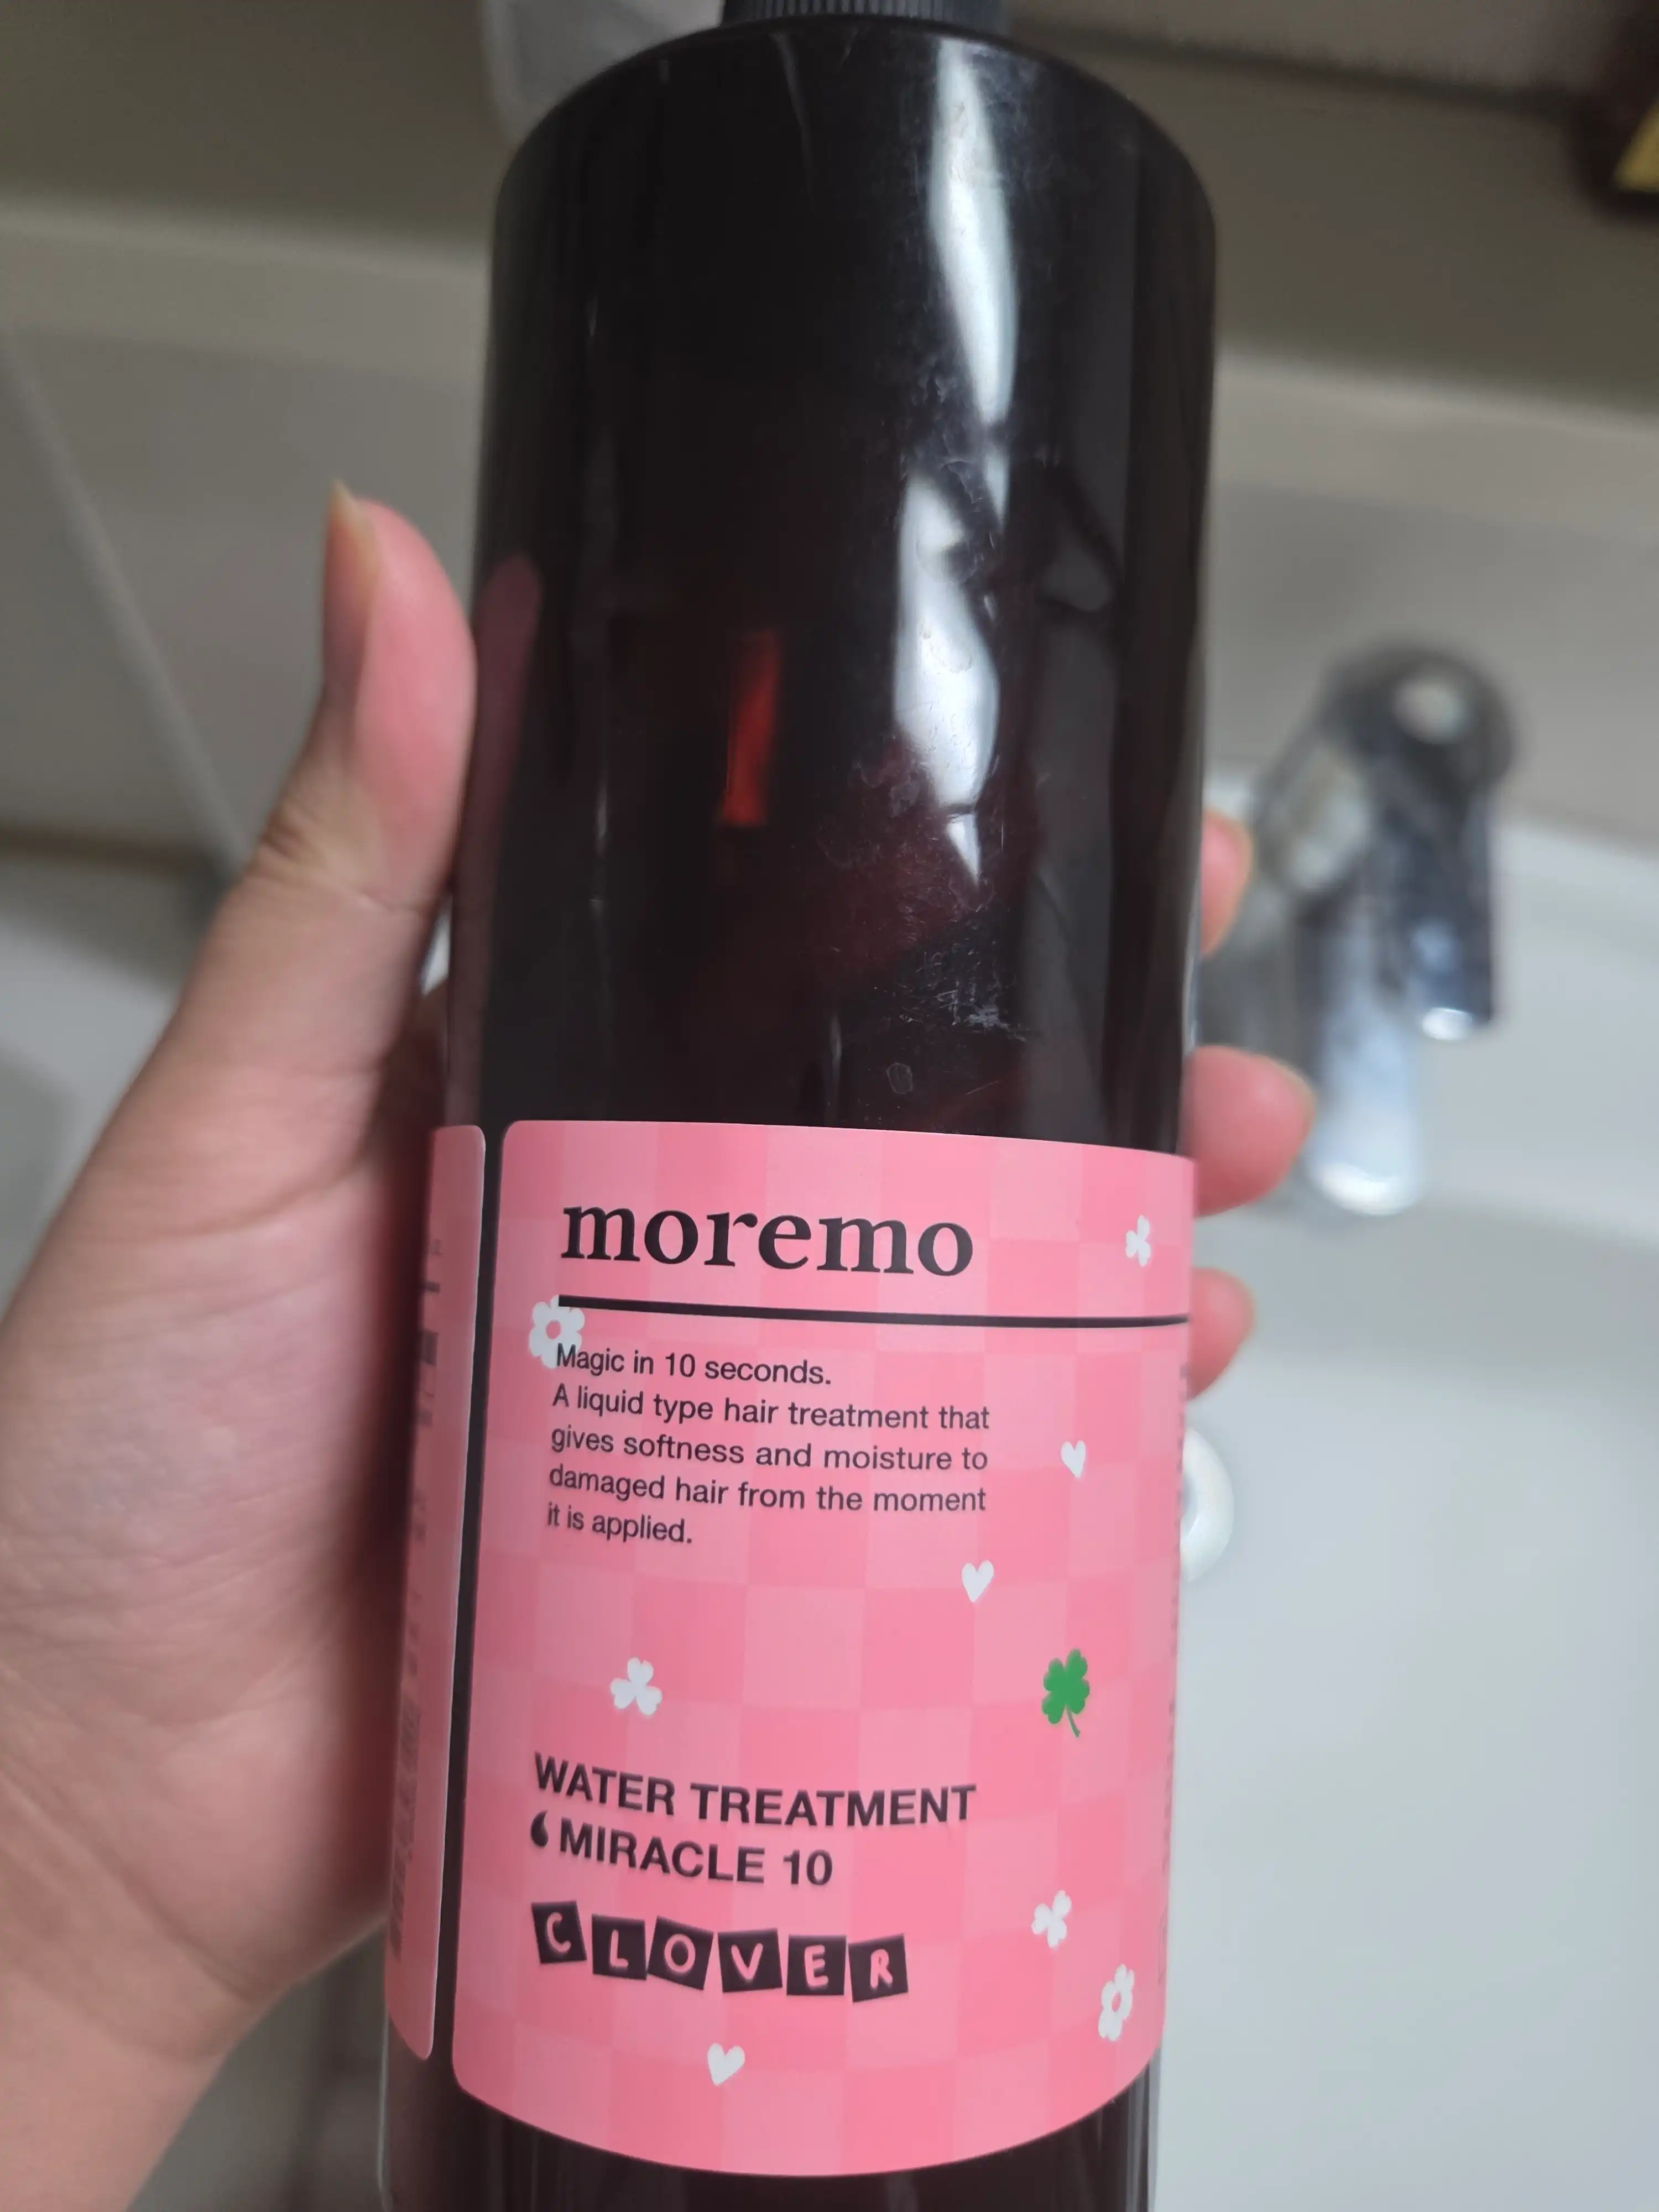 moremo
Magic in 10 seconds.
A liquid type hair treatment that
gives softness and moisture to
damaged hair from the moment
it is applied.
WATER TREATMENT
MIRACLE 10
CLOVER